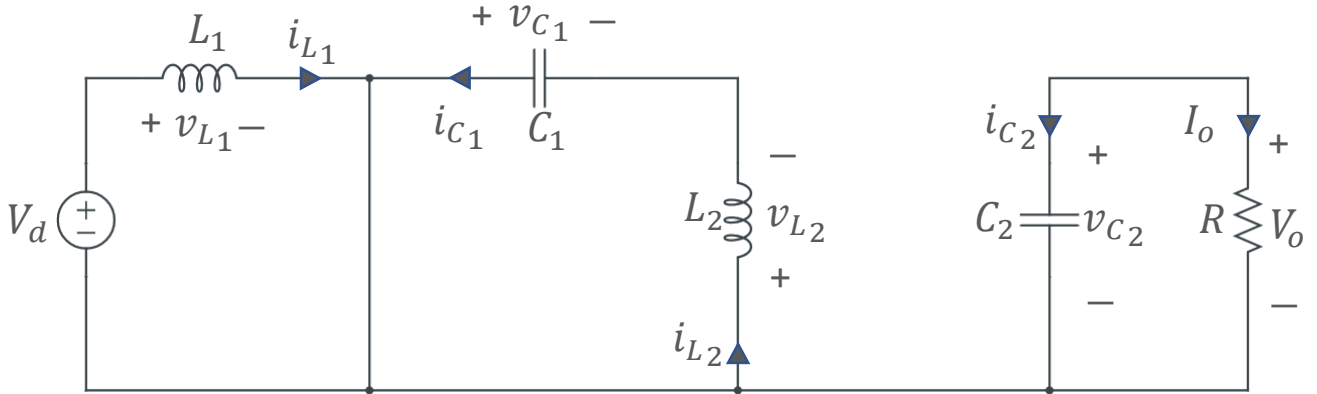 + v_{C_1} −
L_1
i_{L_1}
+ v_{L_1} −
i_{C_1}
C_1
i_{C_2}
I_o
+
+
−
V_d
+
−
L_2
v_{L_2}
+
C_2
v_{C_2}
R
V_o
−
−
i_{L_2}